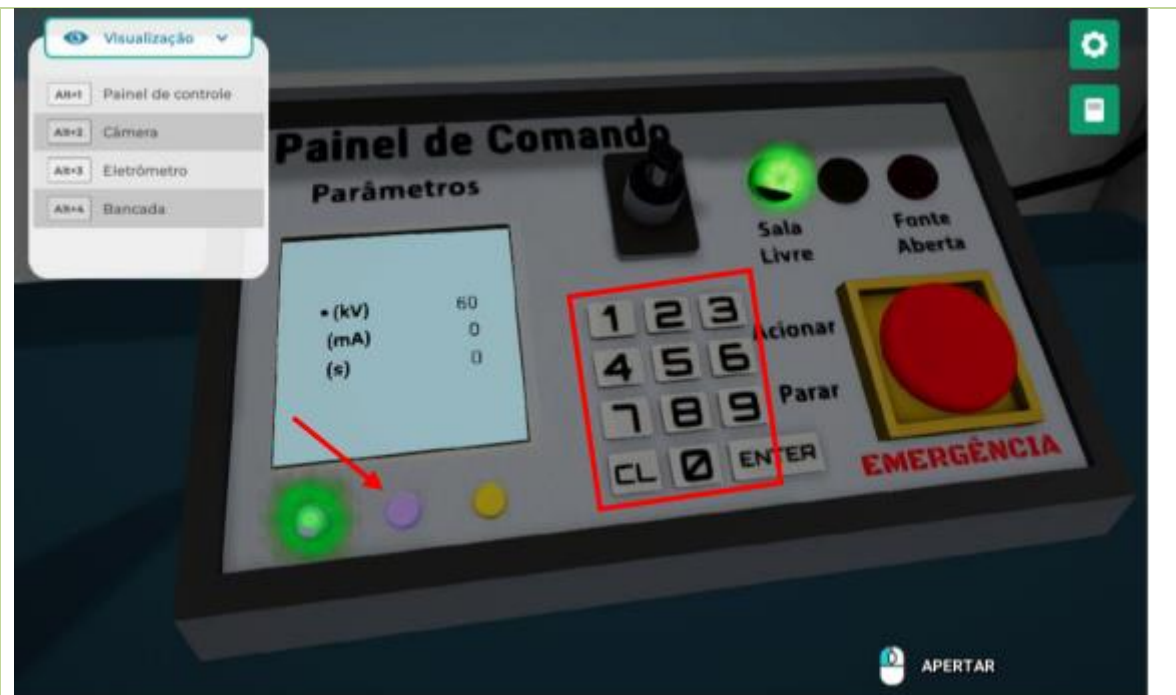 Visualização
Alt+1 Painel de controle
Alt+2 Câmera
Alt+3 Eletrômetro
Alt+4 Bancada
Painel de Comando
Parâmetros
• (kV) 60
(mA) 0
(s) 0
1 2 3
4 5 6
7 8 9
CL 0 ENTER
Sala
Livre
Fonte
Aberta
Acionar
Parar
EMERGÊNCIA
APERTAR